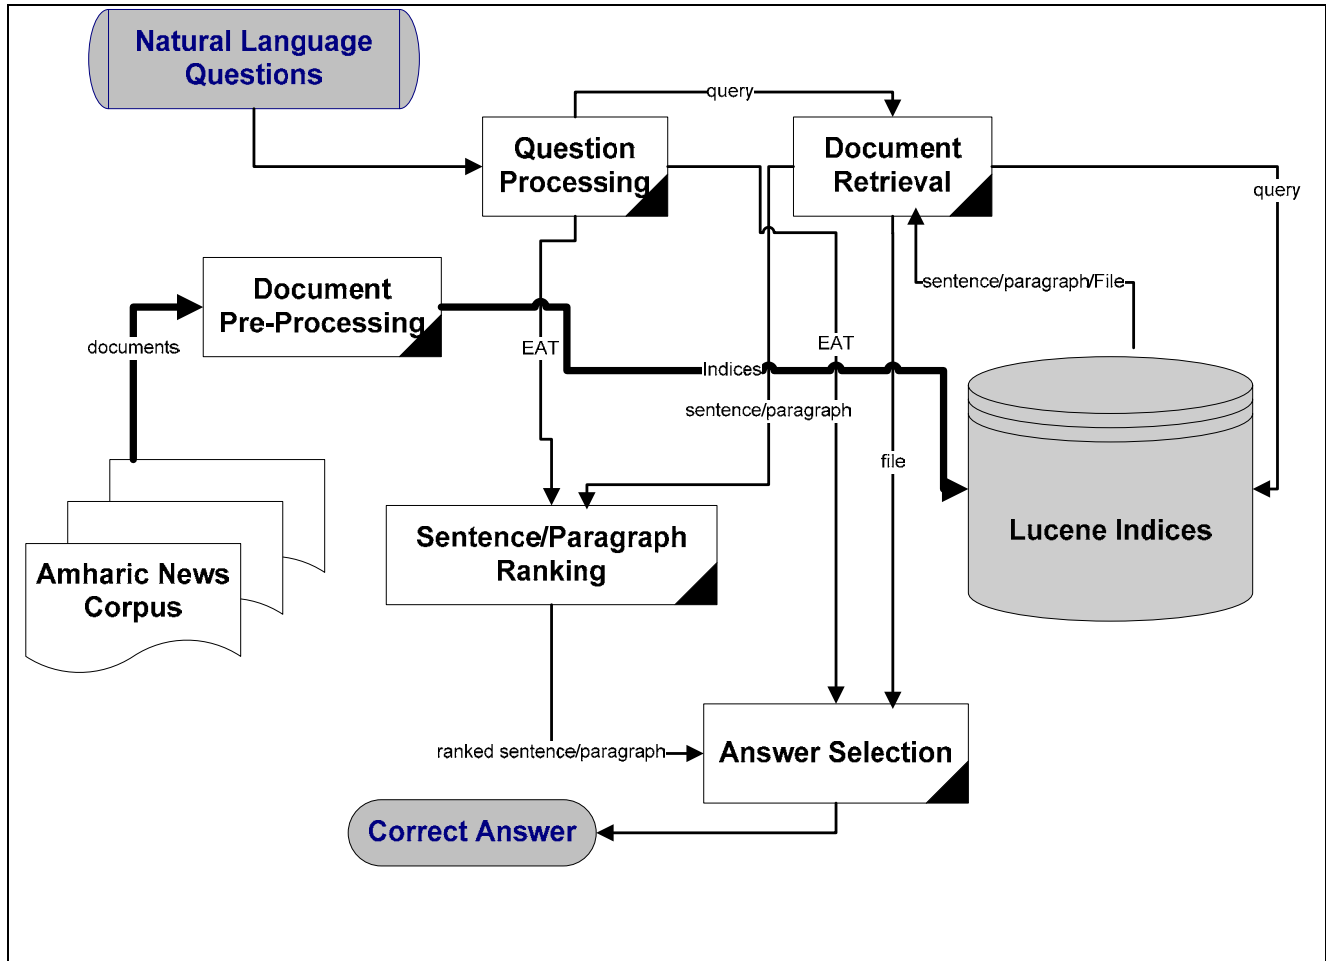 Natural Language
Questions
query
Question
Processing
Document
Retrieval
query
Document
Pre-Processing
sentence/paragraph/File
documents
EAT
EAT
Indices
sentence/paragraph
file
Lucene Indices
Sentence/Paragraph
Ranking
Amharic News
Corpus
ranked sentence/paragraph
Answer Selection
Correct Answer